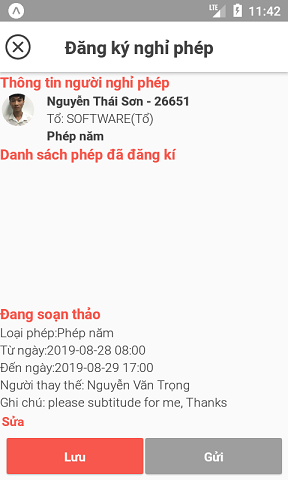 LTE 11:42
Đăng ký nghỉ phép
Thông tin người nghỉ phép
Nguyễn Thái Sơn - 26651
Tổ: SOFTWARE(Tổ)
Phép năm
Danh sách phép đã đăng kí
Đang soạn thảo
Loại phép:Phép năm
Từ ngày:2019-08-28 08:00
Đến ngày:2019-08-29 17:00
Người thay thế: Nguyễn Văn Trọng
Ghi chú: please subtitude for me, Thanks
Sửa
Lưu
Gửi